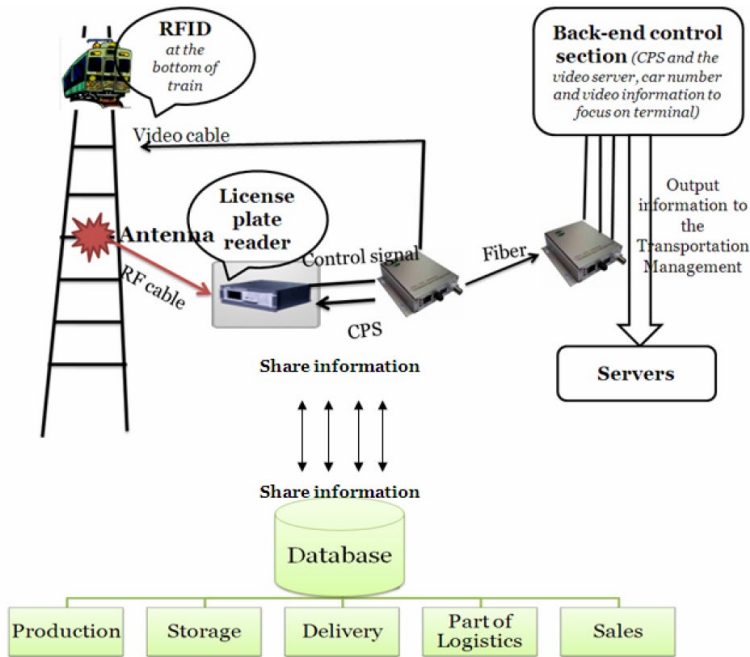 RFID
at the
bottom of
train
Back-end control
section (CPS and the
video server, car number
and video information to
focus on terminal)
Video cable
License
plate
reader
Output
information to
the
Transportation
Management
Antenna
RF cable
Control signal
Fiber
CPS
Servers
Share information
Share information
Database
Production
Storage
Delivery
Part of
Logistics
Sales